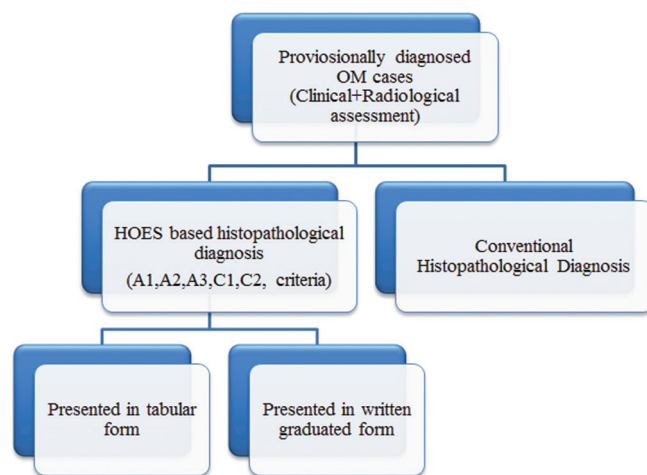 Proviosionally diagnosed
OM cases
(Clinical+Radiological
assessment)
HOES based histopathological
diagnosis
(A1,A2,A3,C1,C2, criteria)
Conventional
Histopathological Diagnosis
Presented in tabular
form
Presented in written
graduated form